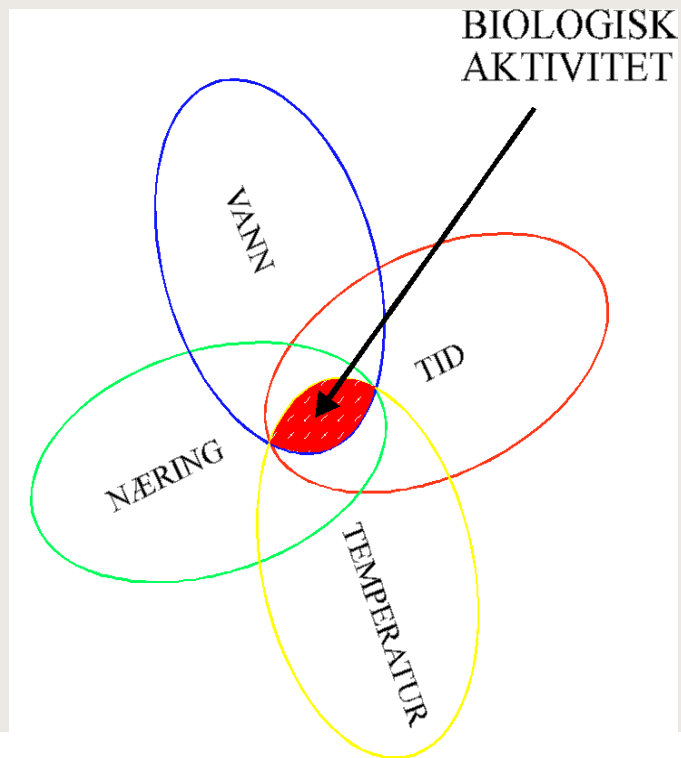 BIOLOGISK
AKTIVITET
VANN
TID
NÆRING
TEMPERATUR